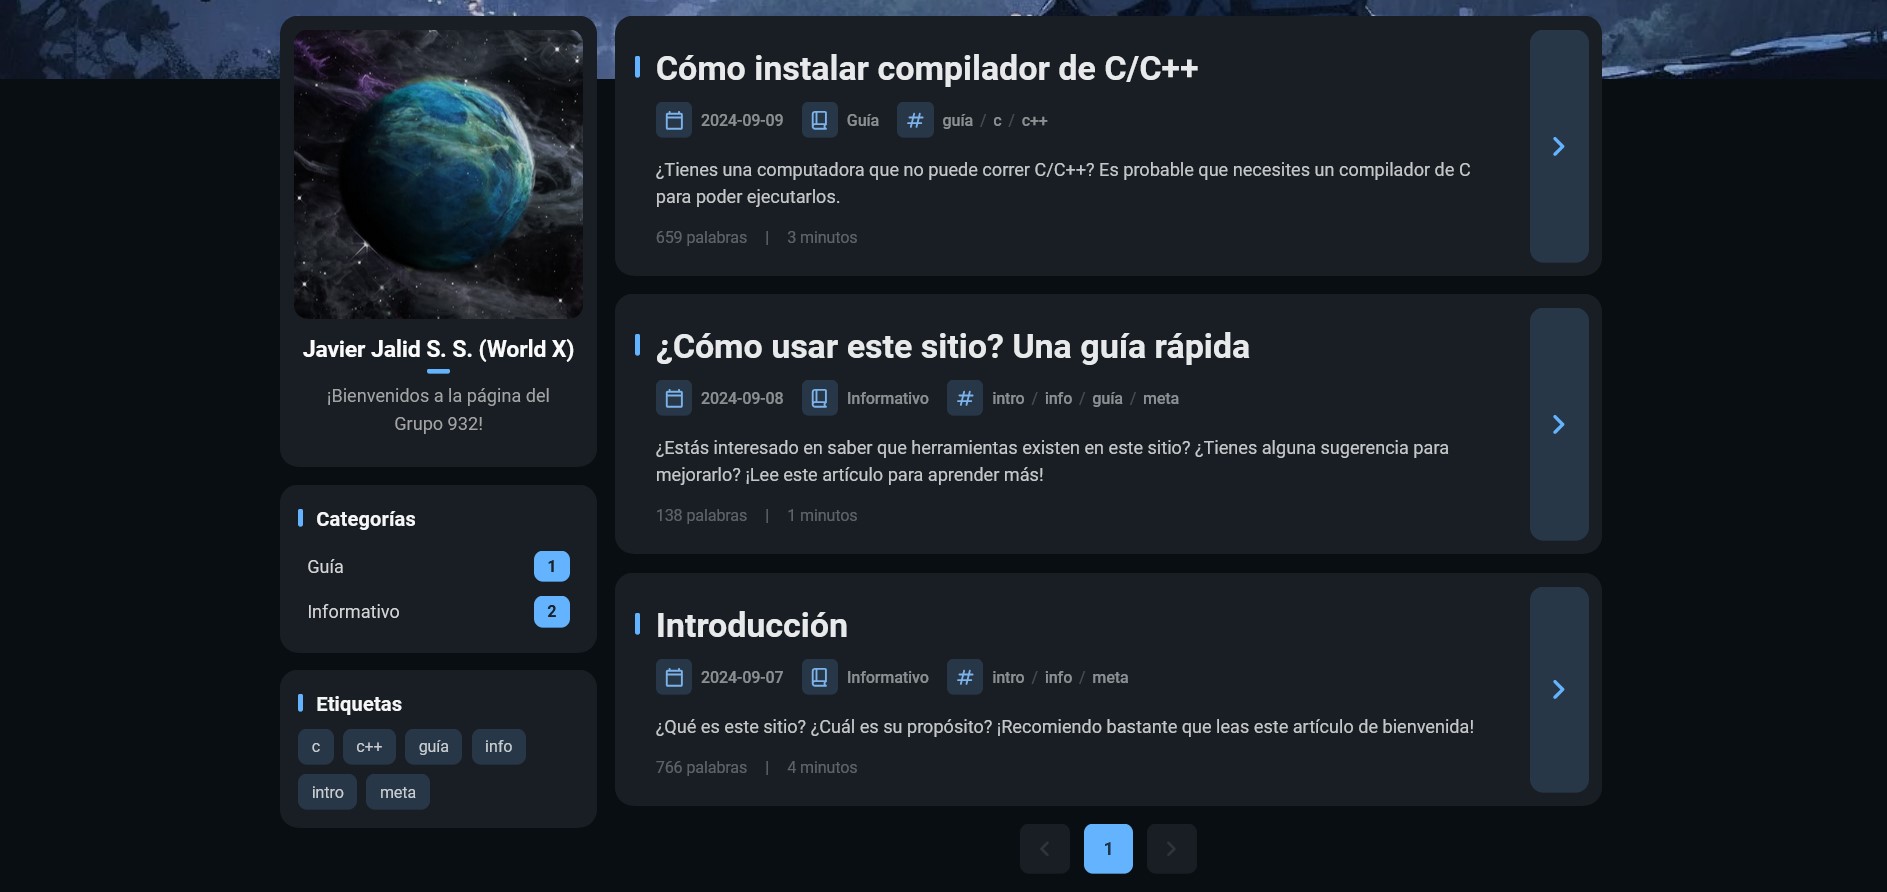 Javier Jalid S. S. (World X)
¡Bienvenidos a la página del
Grupo 932!
Categorías
Guía 1
Informativo 2
Etiquetas
c c++ guía info
intro meta
Cómo instalar compilador de C/C++
2024-09-09 Guía guía / c / c++
¿Tienes una computadora que no puede correr C/C++? Es probable que necesites un compilador de C
para poder ejecutarlos.
659 palabras | 3 minutos
¿Cómo usar este sitio? Una guía rápida
2024-09-08 Informativo intro / info / guía / meta
¿Estás interesado en saber que herramientas existen en este sitio? ¿Tienes alguna sugerencia para
mejorarlo? ¡Lee este artículo para aprender más!
138 palabras | 1 minutos
Introducción
2024-09-07 Informativo intro / info / meta
¿Qué es este sitio? ¿Cuál es su propósito? ¡Recomiendo bastante que leas este artículo de bienvenida!
766 palabras | 4 minutos
1